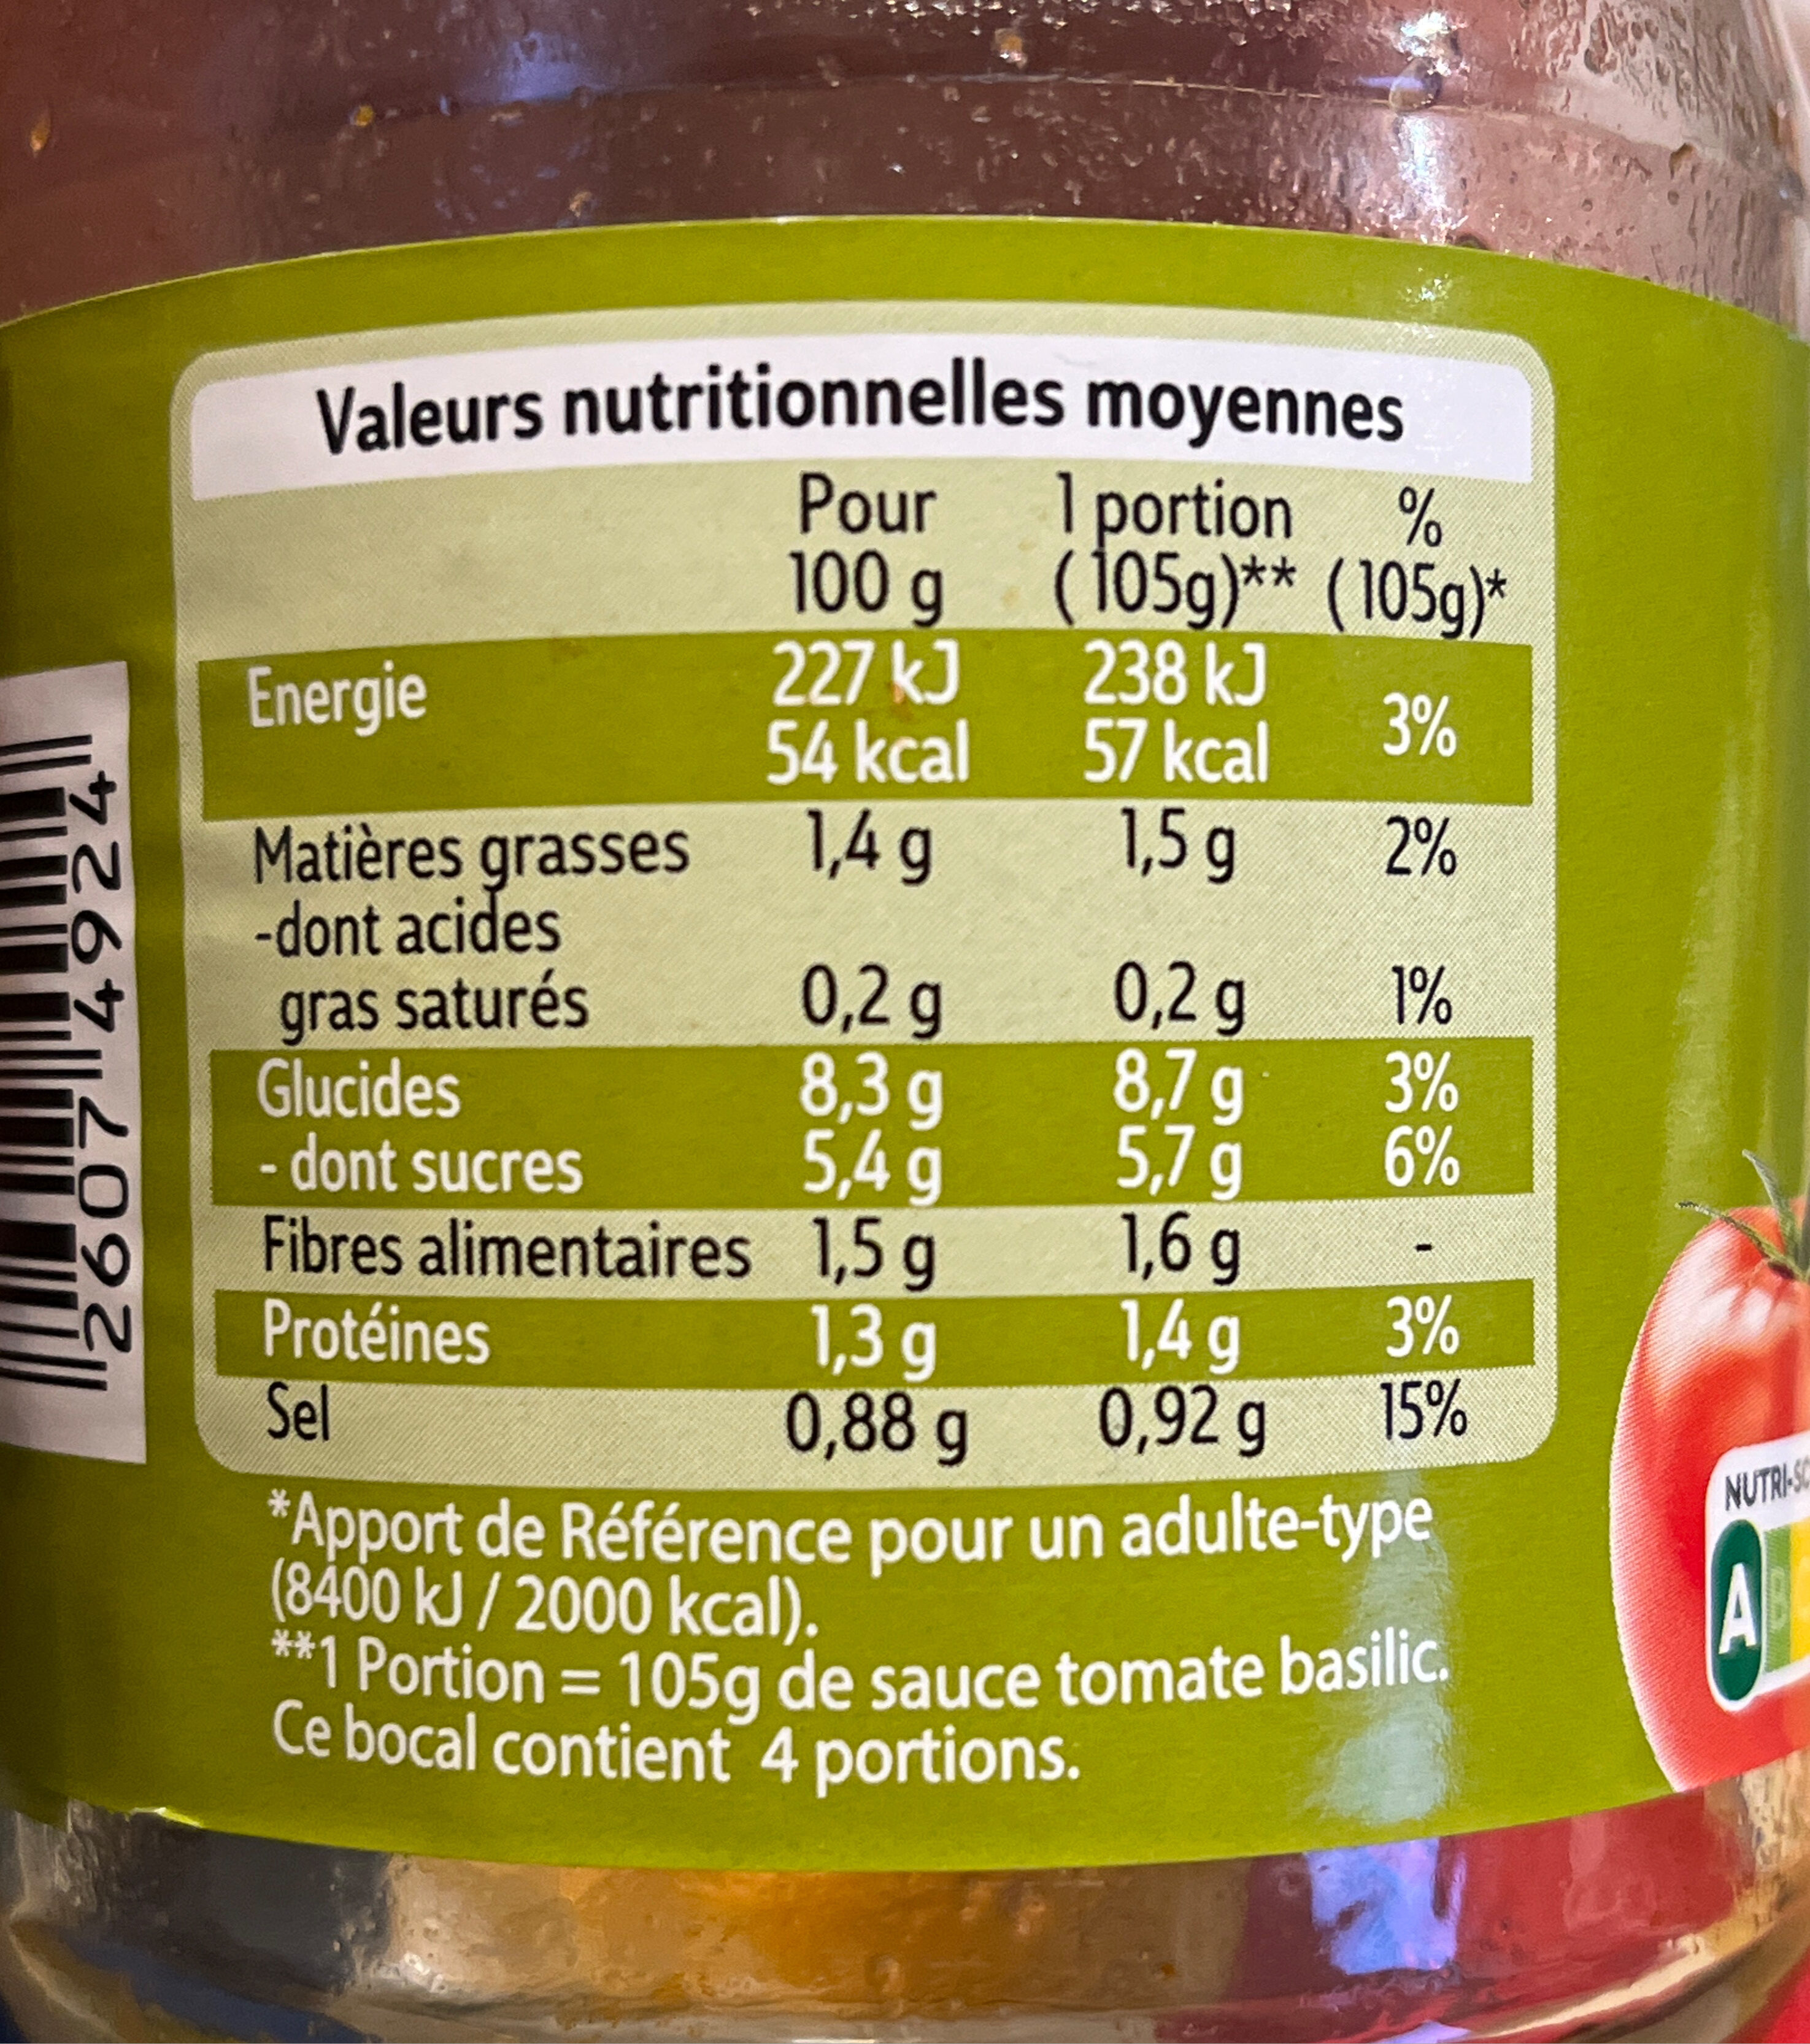 Valeurs nutritionnelles moyennes
Pour 1 portion %
100 g (105g)** (105g)*
Energie 227 kJ 238 kJ
54 kcal 57 kcal 3%
Matières grasses 1,4 g 1,5 g 2%
-dont acides
gras saturés 0,2 g 0,2 g 1%
Glucides 8,3 g 8,7 g 3%
- dont sucres 5,4 g 5,7 g 6%
Fibres alimentaires 1,5 g 1,6 g -
Protéines 1,3 g 1,4 g 3%
Sel 0,88 g 0,92 g 15%
*Apport de Référence pour un adulte-type
(8400 kJ / 2000 kcal).
**1 Portion = 105g de sauce tomate basilic.
Ce bocal contient 4 portions.
2607 4924
A